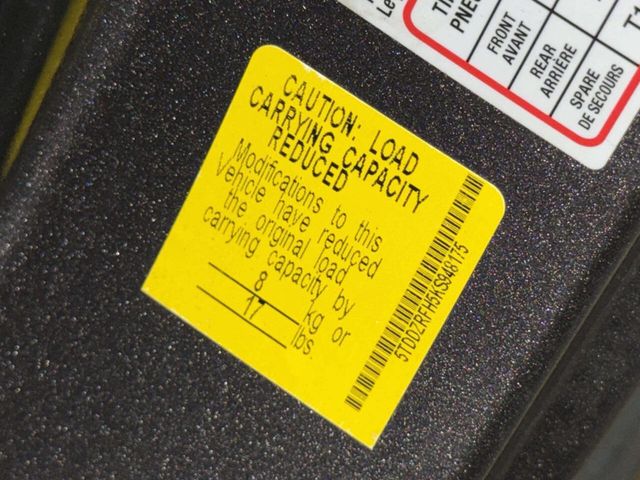 CAUTION: LOAD
CARRYING CAPACITY
REDUCED
Modifications to this
Vehicle have reduced
the original load
carrying capacity by
8 kg or
17 lbs.
5TDDZRFH5KS948175
FRONT
AVANT
REAR
ARRIÈRE
SPARE
DE SECOURS